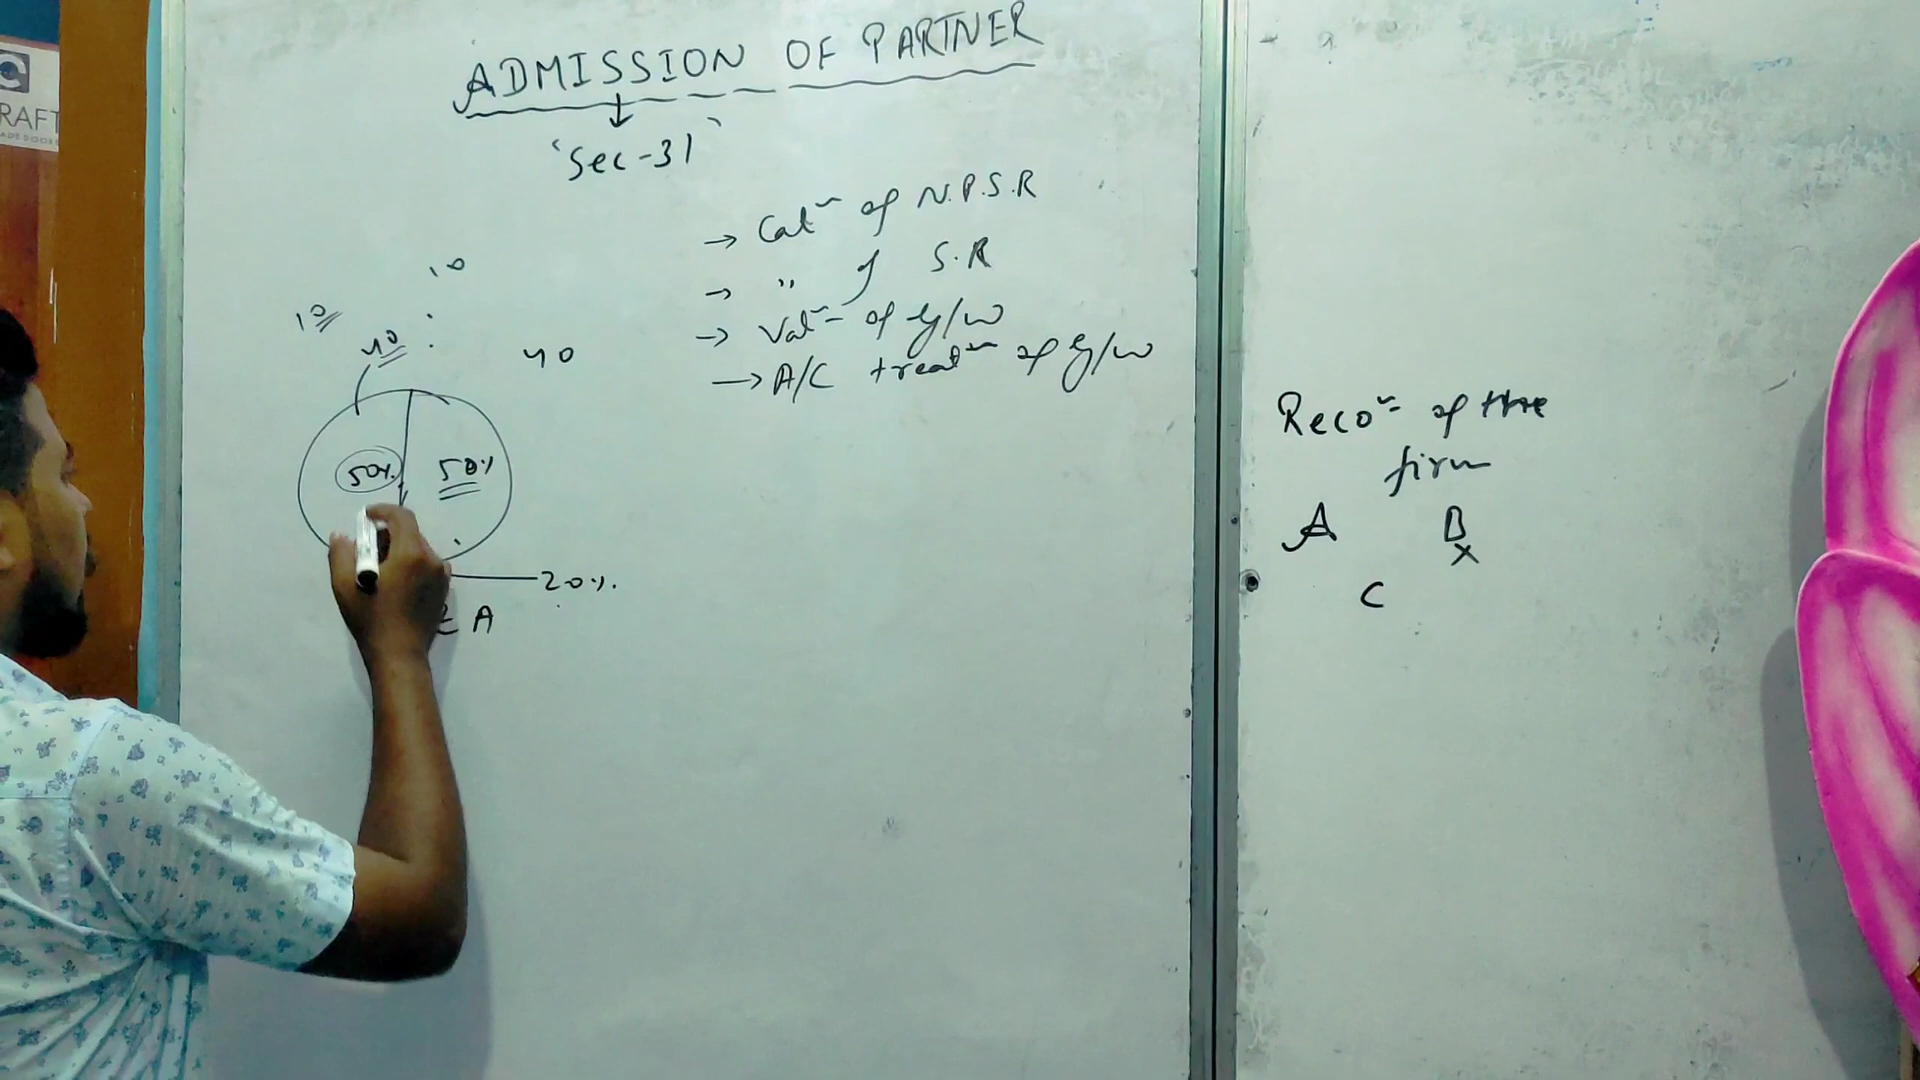 ADMISSION OF PARTNER
'Sec-31'
→ Calⁿ of N.P.S.R
→ " of S.R
→ Valⁿ of G/W
→ A/C treatⁿ of G/W
10
10
40
40
50%
50%
20%.
A
Recoⁿ of the
firm
A B
X
C
C
RAFT